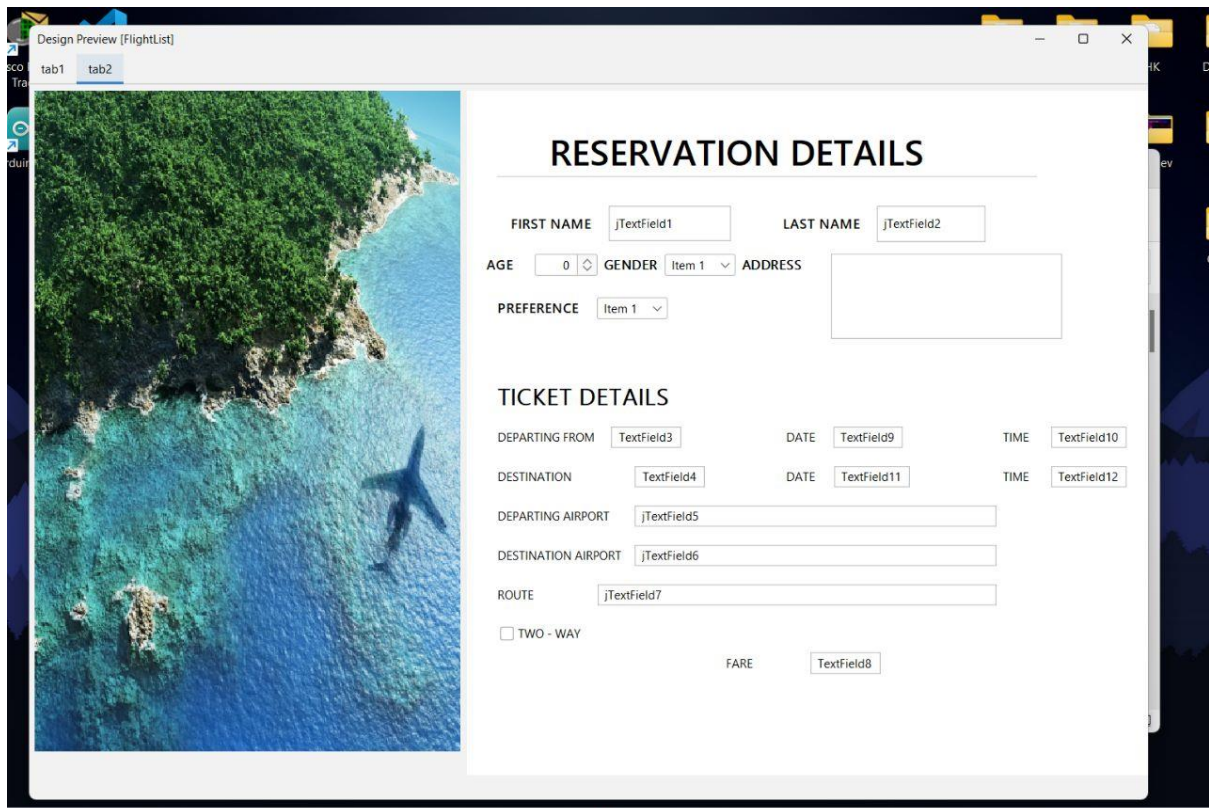 Design Preview [FlightList]
tab1 tab2
RESERVATION DETAILS
FIRST NAME jTextField1 LAST NAME jTextField2
AGE 0 GENDER Item 1 ADDRESS
PREFERENCE Item 1
TICKET DETAILS
DEPARTING FROM TextField3 DATE TextField9 TIME TextField10
DESTINATION TextField4 DATE TextField11 TIME TextField12
DEPARTING AIRPORT jTextField5
DESTINATION AIRPORT jTextField6
ROUTE jTextField7
TWO - WAY
FARE TextField8